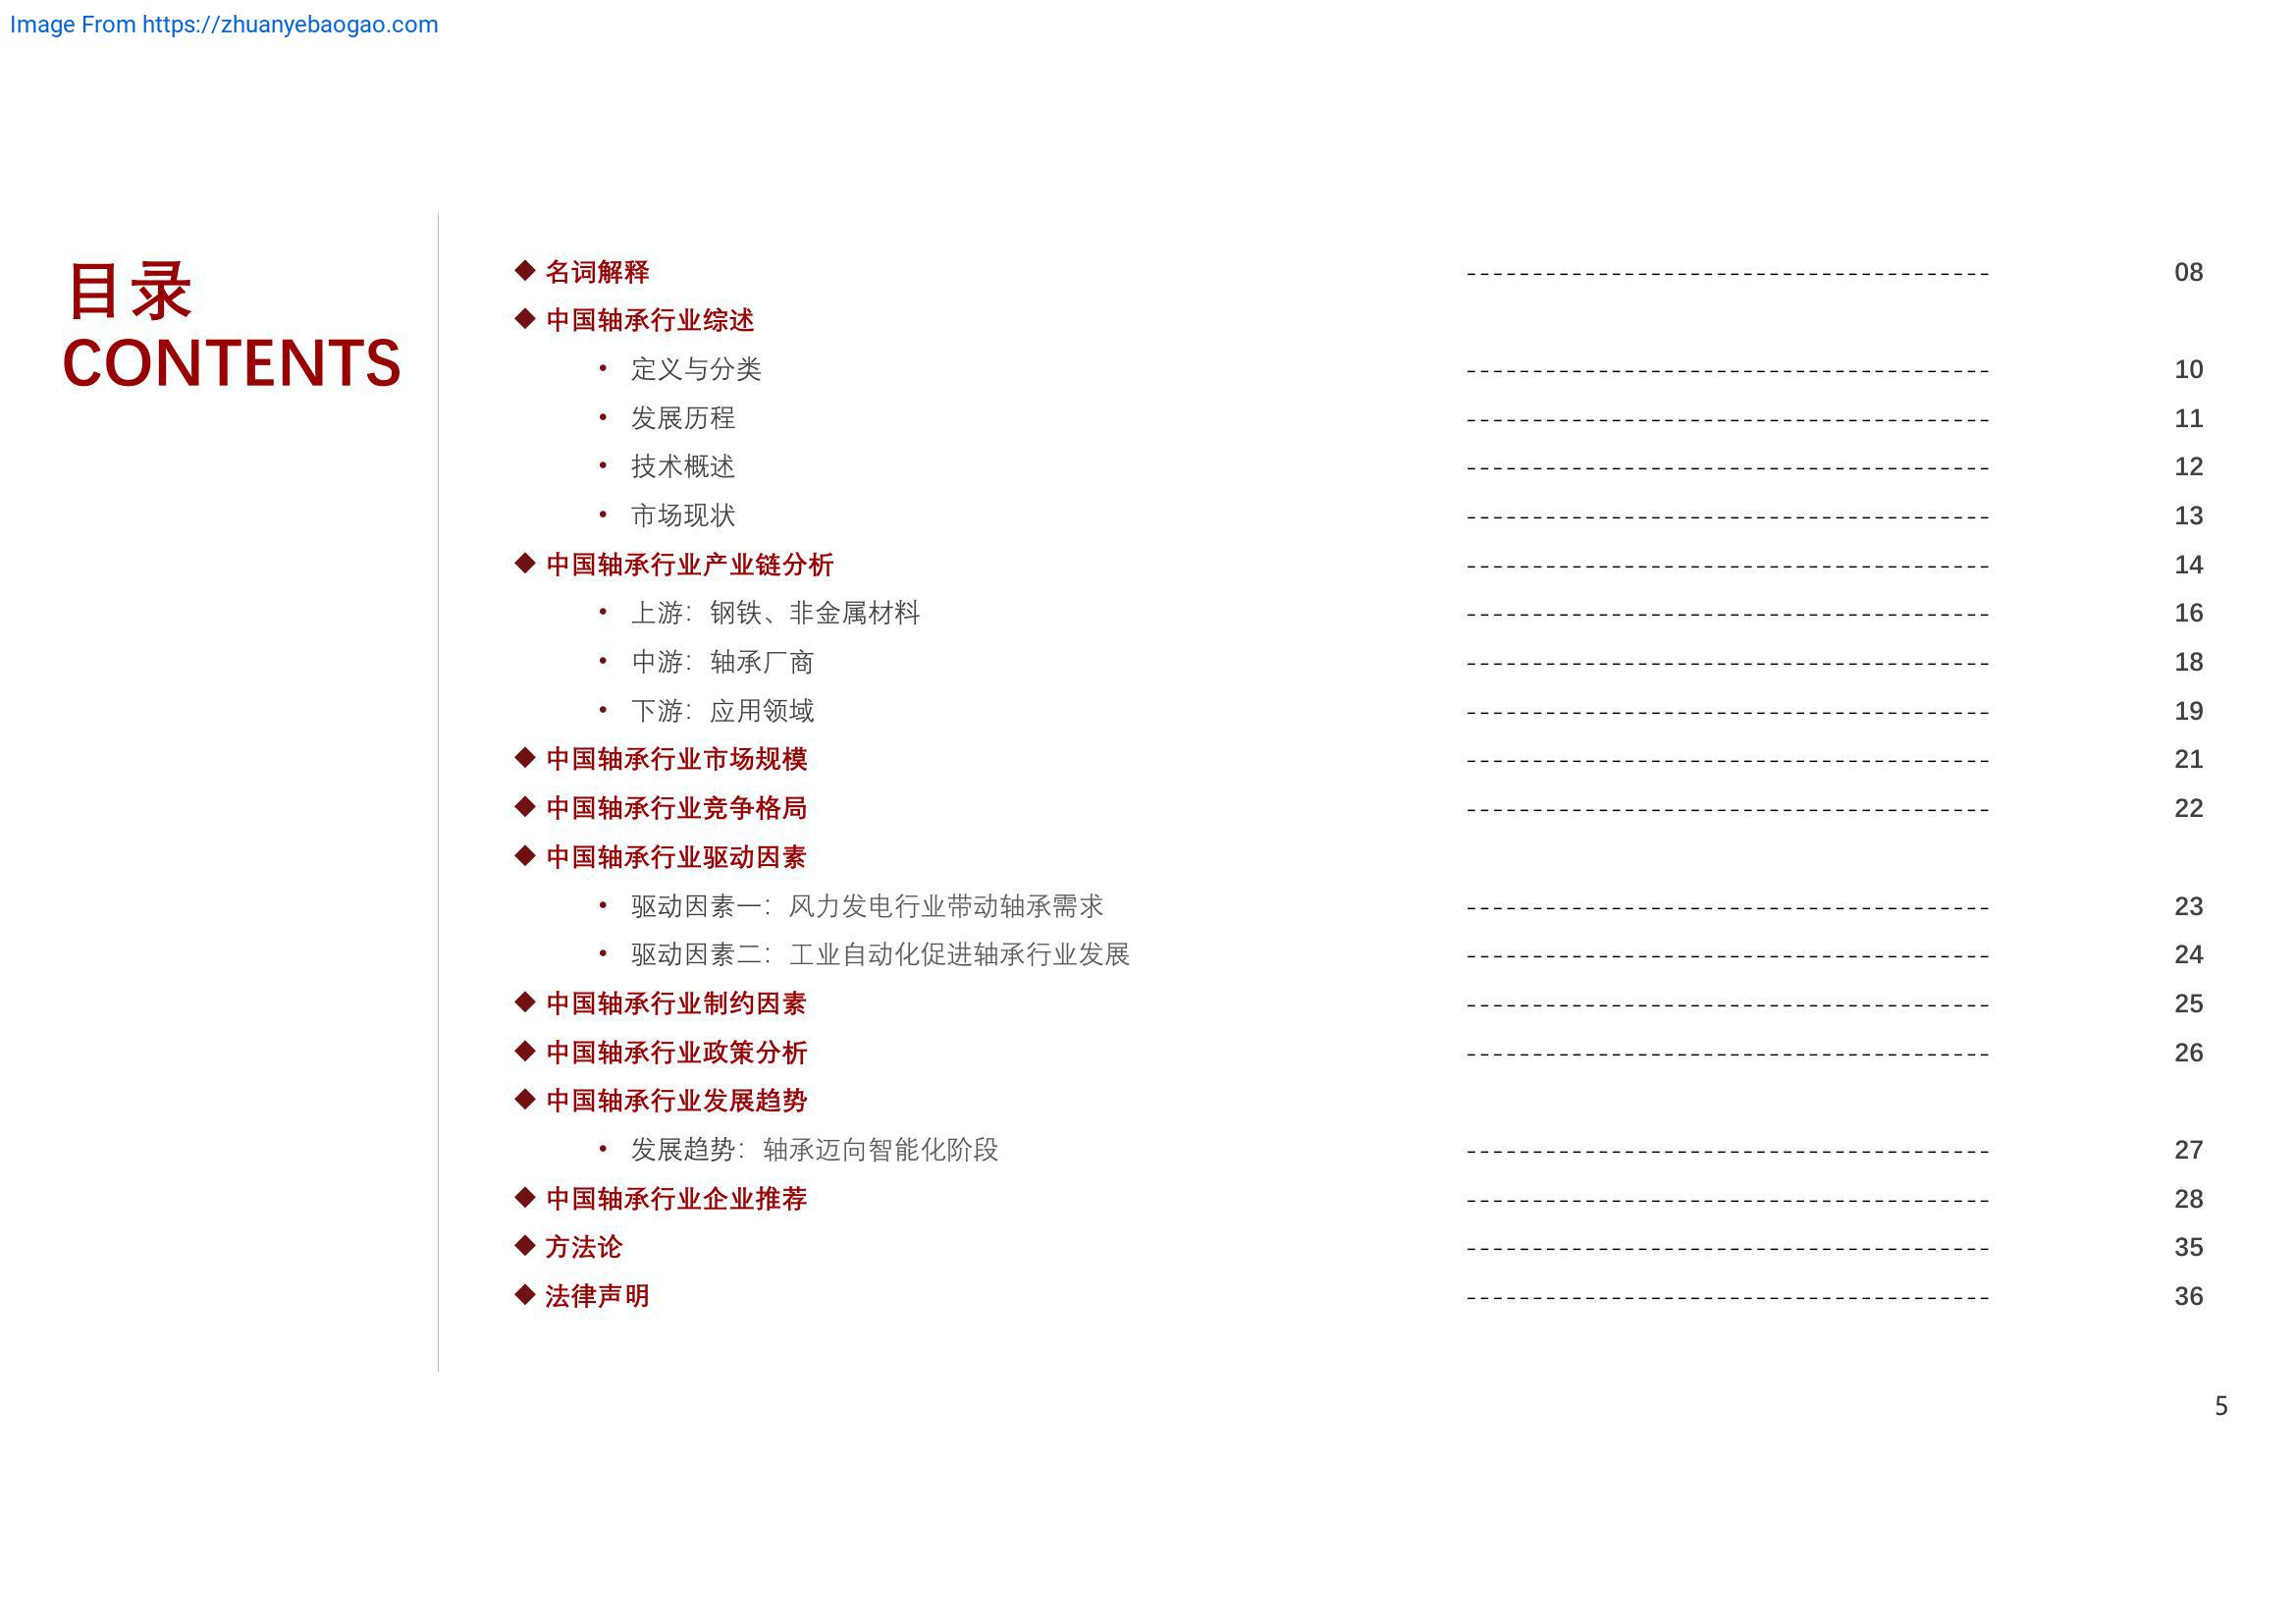 Image From https://zhuanyebaogao.com
目录
CONTENTS
◆ 名词解释 ---------------------------------------- 08
◆ 中国轴承行业综述
• 定义与分类 ---------------------------------------- 10
• 发展历程 ---------------------------------------- 11
• 技术概述 ---------------------------------------- 12
• 市场现状 ---------------------------------------- 13
◆ 中国轴承行业产业链分析 ---------------------------------------- 14
• 上游：钢铁、非金属材料 ---------------------------------------- 16
• 中游：轴承厂商 ---------------------------------------- 18
• 下游：应用领域 ---------------------------------------- 19
◆ 中国轴承行业市场规模 ---------------------------------------- 21
◆ 中国轴承行业竞争格局 ---------------------------------------- 22
◆ 中国轴承行业驱动因素
• 驱动因素一：风力发电行业带动轴承需求 ---------------------------------------- 23
• 驱动因素二：工业自动化促进轴承行业发展 ---------------------------------------- 24
◆ 中国轴承行业制约因素 ---------------------------------------- 25
◆ 中国轴承行业政策分析 ---------------------------------------- 26
◆ 中国轴承行业发展趋势
• 发展趋势：轴承迈向智能化阶段 ---------------------------------------- 27
◆ 中国轴承行业企业推荐 ---------------------------------------- 28
◆ 方法论 ---------------------------------------- 35
◆ 法律声明 ---------------------------------------- 36
5